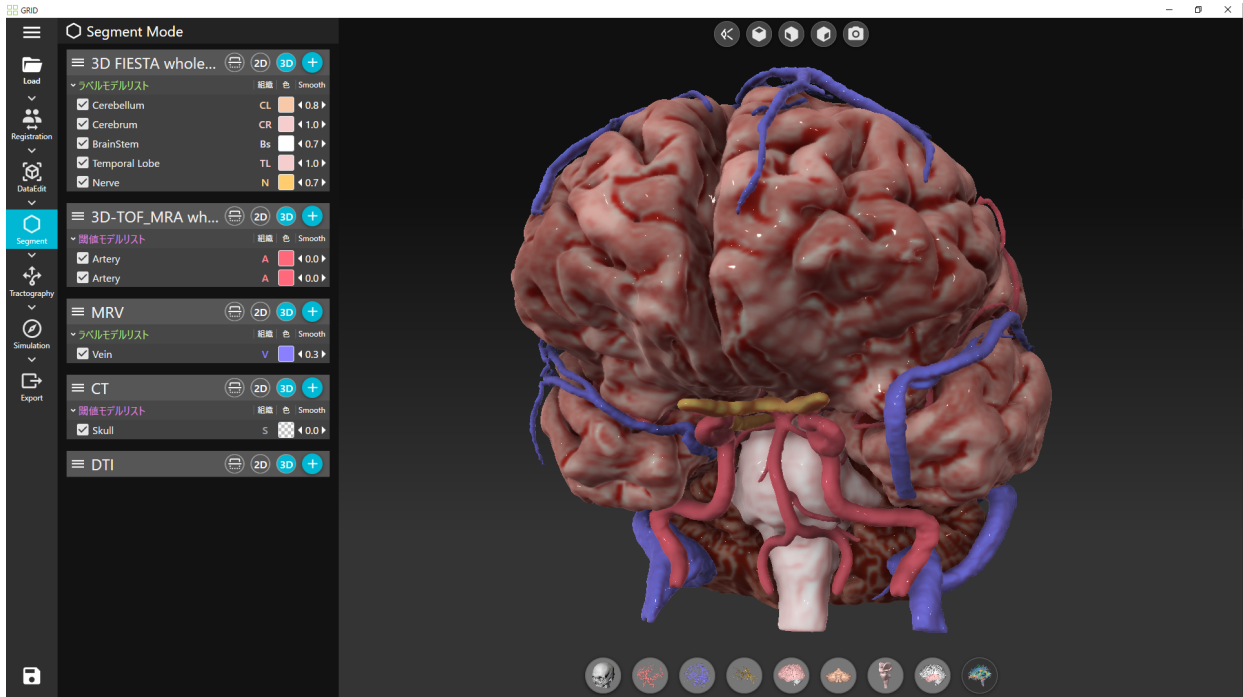 GRID
Segment Mode
Load
Registration
DataEdit
Segment
Tractography
Simulation
Export
3D FIESTA whole... 2D 3D +
ラベルモデルリスト 組織 色 Smooth
Cerebellum CL 0.8
Cerebrum CR 1.0
BrainStem Bs 0.7
Temporal Lobe TL 1.0
Nerve N 0.7
3D-TOF_MRA wh... 2D 3D +
閾値モデルリスト 組織 色 Smooth
Artery A 0.0
Artery A 0.0
MRV 2D 3D +
ラベルモデルリスト 組織 色 Smooth
Vein V 0.3
CT 2D 3D +
閾値モデルリスト 組織 色 Smooth
Skull S 0.0
DTI 2D 3D +